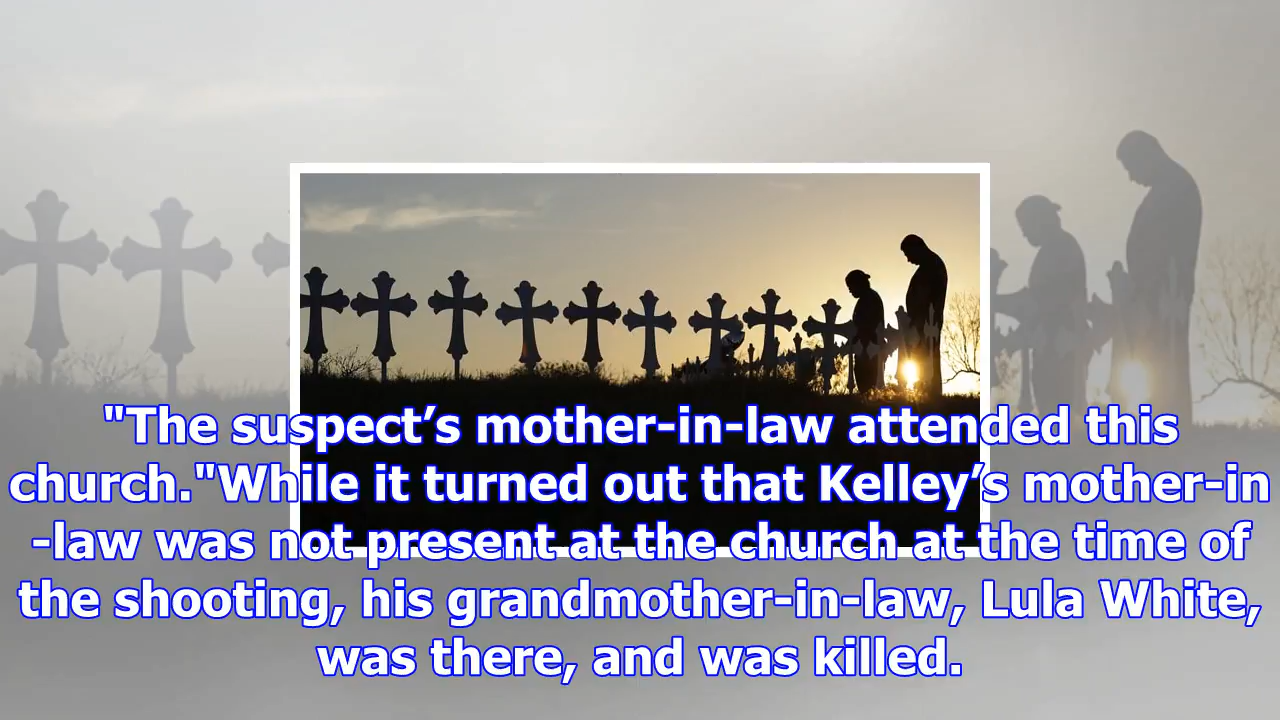 "The suspect’s mother-in-law attended this
church."While it turned out that Kelley’s mother-in
-law was not present at the church at the time of
the shooting, his grandmother-in-law, Lula White,
was there, and was killed.